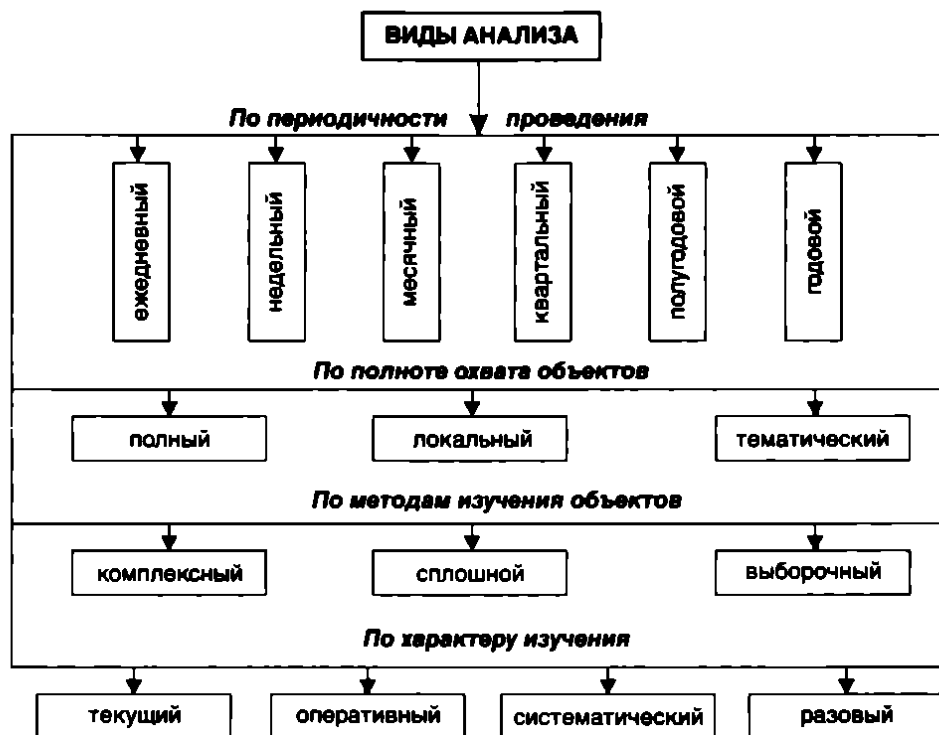 ВИДЫ АНАЛИЗА
По периодичности проведения
ежедневный
недельный
месячный
квартальный
полугодовой
годовой
По полноте охвата объектов
полный
локальный
тематический
По методам изучения объектов
комплексный
сплошной
выборочный
По характеру изучения
текущий
оперативный
систематический
разовый